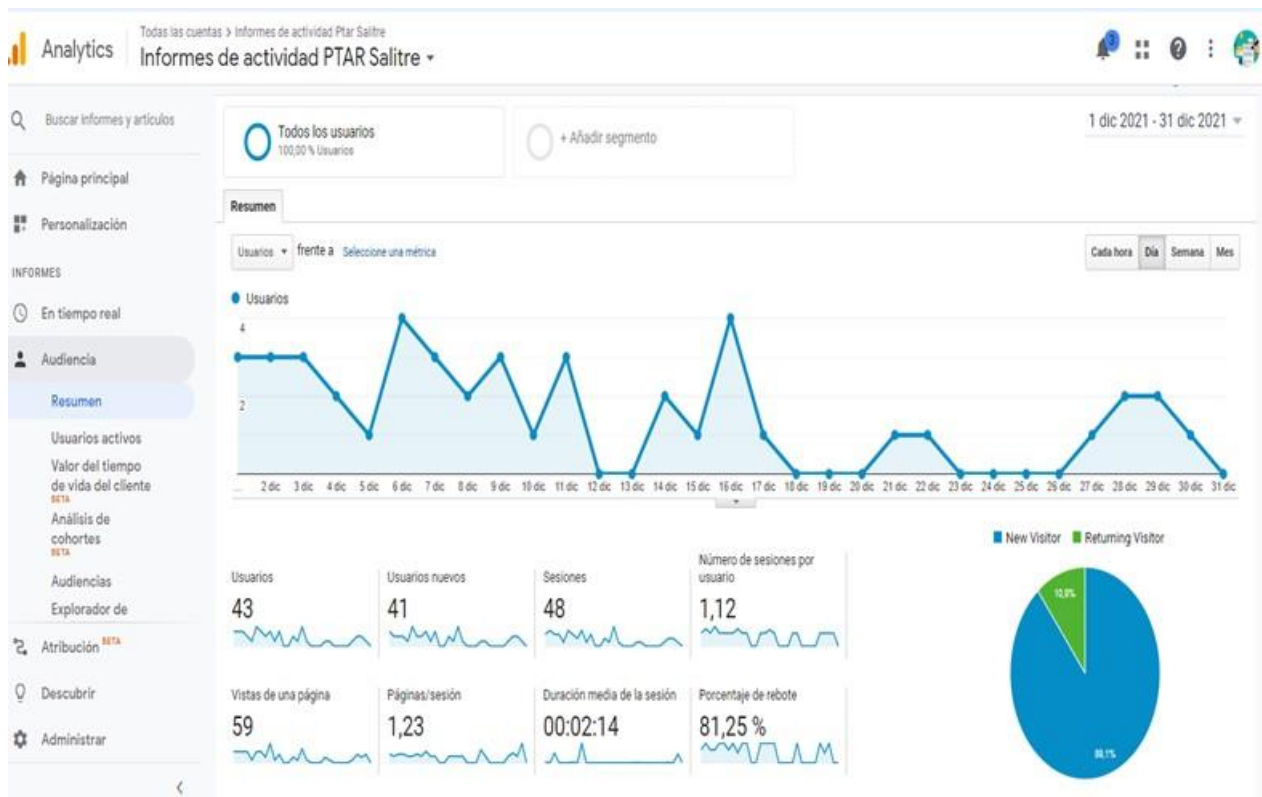 Analytics
Todas las cuentas > Informes de actividad Ptar Salitre
Informes de actividad PTAR Salitre
3
Buscar informes y artículos
Página principal
Personalización
INFORMES
En tiempo real
Audiencia
Resumen
Usuarios activos
Valor del tiempo
de vida del cliente
BETA
Análisis de
cohortes
BETA
Audiencias
Explorador de
Atribución BETA
Descubrir
Administrar
Todos los usuarios
100,00 % Usuarios
+ Añadir segmento
1 dic 2021 - 31 dic 2021
Resumen
Usuarios frente a Seleccione una métrica
Cada hora Día Semana Mes
Usuarios
4
2
... 2 dic 3 dic 4 dic 5 dic 6 dic 7 dic 8 dic 9 dic 10 dic 11 dic 12 dic 13 dic 14 dic 15 dic 16 dic 17 dic 18 dic 19 dic 20 dic 21 dic 22 dic 23 dic 24 dic 25 dic 26 dic 27 dic 28 dic 29 dic 30 dic 31 dic
Usuarios
43
Usuarios nuevos
41
Sesiones
48
Número de sesiones por
usuario
1,12
Vistas de una página
59
Páginas/sesión
1,23
Duración media de la sesión
00:02:14
Porcentaje de rebote
81,25 %
New Visitor Returning Visitor
10,9%
89,1%